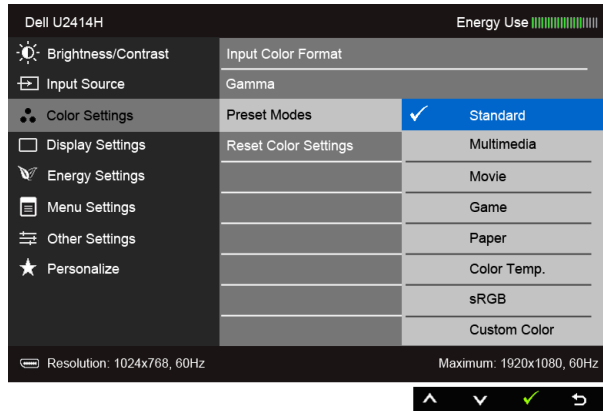 Dell U2414H Energy Use
Brightness/Contrast Input Color Format
Input Source Gamma
Color Settings Preset Modes Standard
Display Settings Reset Color Settings Multimedia
Energy Settings Movie
Menu Settings Game
Other Settings Paper
Personalize Color Temp.
sRGB
Custom Color
Resolution: 1024x768, 60Hz Maximum: 1920x1080, 60Hz